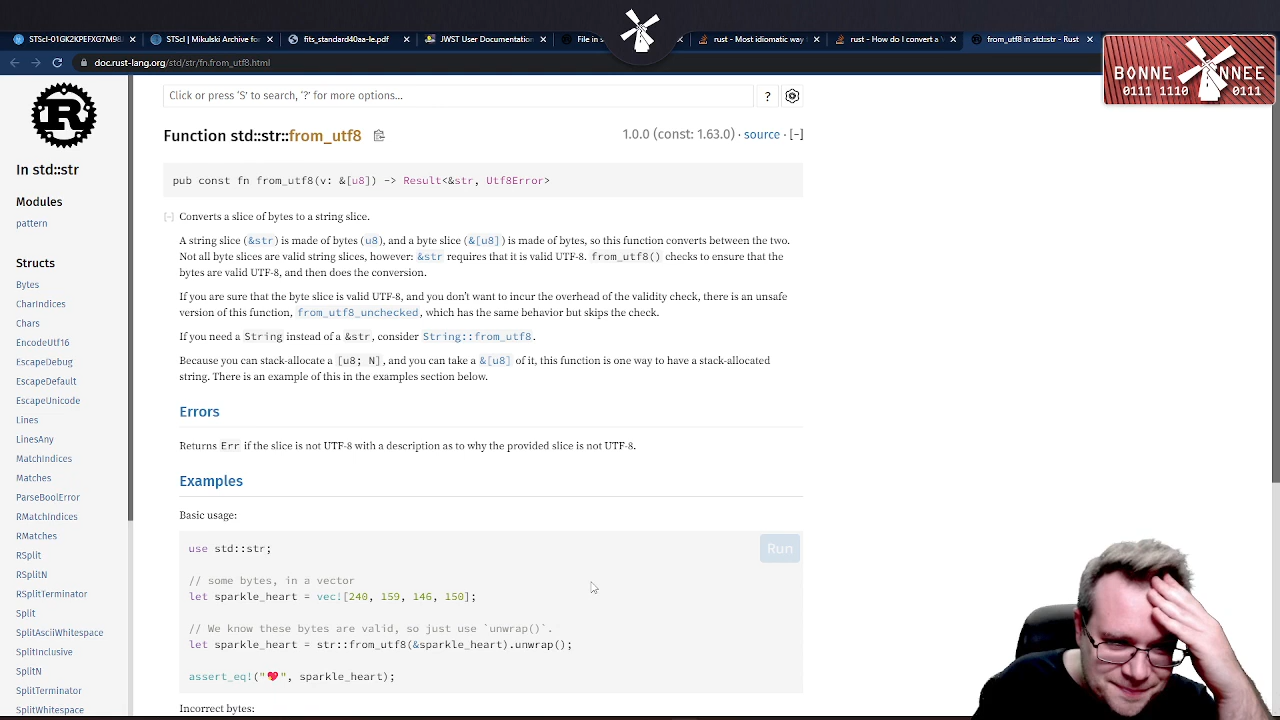 STScI-01GK2KPEFXG7M98
STScI | Mikulski Archive for
fits_standard40aa-le.pdf
JWST User Documentation
File in s
rust - Most idiomatic way
rust - How do I convert a
from_utf8 in std::str - Rust
doc.rust-lang.org/std/str/fn.from_utf8.html
BONNE NNEE
0111 1110 0111
Click or press 'S' to search, '?' for more options...
?
Function std::str::from_utf8
1.0.0 (const: 1.63.0) · source · [-]
In std::str
Modules
pattern
Structs
Bytes
CharIndices
Chars
EncodeUtf16
EscapeDebug
EscapeDefault
EscapeUnicode
Lines
LinesAny
MatchIndices
Matches
ParseBoolError
RMatchIndices
RMatches
RSplit
RSplitN
RSplitTerminator
Split
SplitAsciiWhitespace
SplitInclusive
SplitN
SplitTerminator
SplitWhitespace
pub const fn from_utf8(v: &[u8]) -> Result<&str, Utf8Error>
[-] Converts a slice of bytes to a string slice.
A string slice (&str) is made of bytes (u8), and a byte slice (&[u8]) is made of bytes, so this function converts between the two.
Not all byte slices are valid string slices, however: &str requires that it is valid UTF-8. from_utf8() checks to ensure that the
bytes are valid UTF-8, and then does the conversion.
If you are sure that the byte slice is valid UTF-8, and you don't want to incur the overhead of the validity check, there is an unsafe
version of this function, from_utf8_unchecked, which has the same behavior but skips the check.
If you need a String instead of a &str, consider String::from_utf8.
Because you can stack-allocate a [u8; N], and you can take a &[u8] of it, this function is one way to have a stack-allocated
string. There is an example of this in the examples section below.
Errors
Returns Err if the slice is not UTF-8 with a description as to why the provided slice is not UTF-8.
Examples
Basic usage:
Run
use std::str;
// some bytes, in a vector
let sparkle_heart = vec![240, 159, 146, 150];
// We know these bytes are valid, so just use `unwrap()`.
let sparkle_heart = str::from_utf8(&sparkle_heart).unwrap();
assert_eq!("💖", sparkle_heart);
Incorrect bytes: